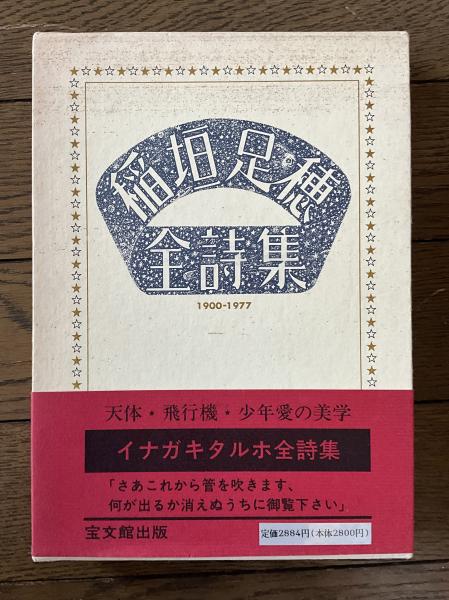 稲垣足穂
全詩集
1900-1977
天体★飛行機★少年愛の美学
イナガキタルホ全詩集
「さあこれから管を吹きます、
何が出るか消えぬうちに御覧下さい」
宝文館出版
定価2884円(本体2800円)